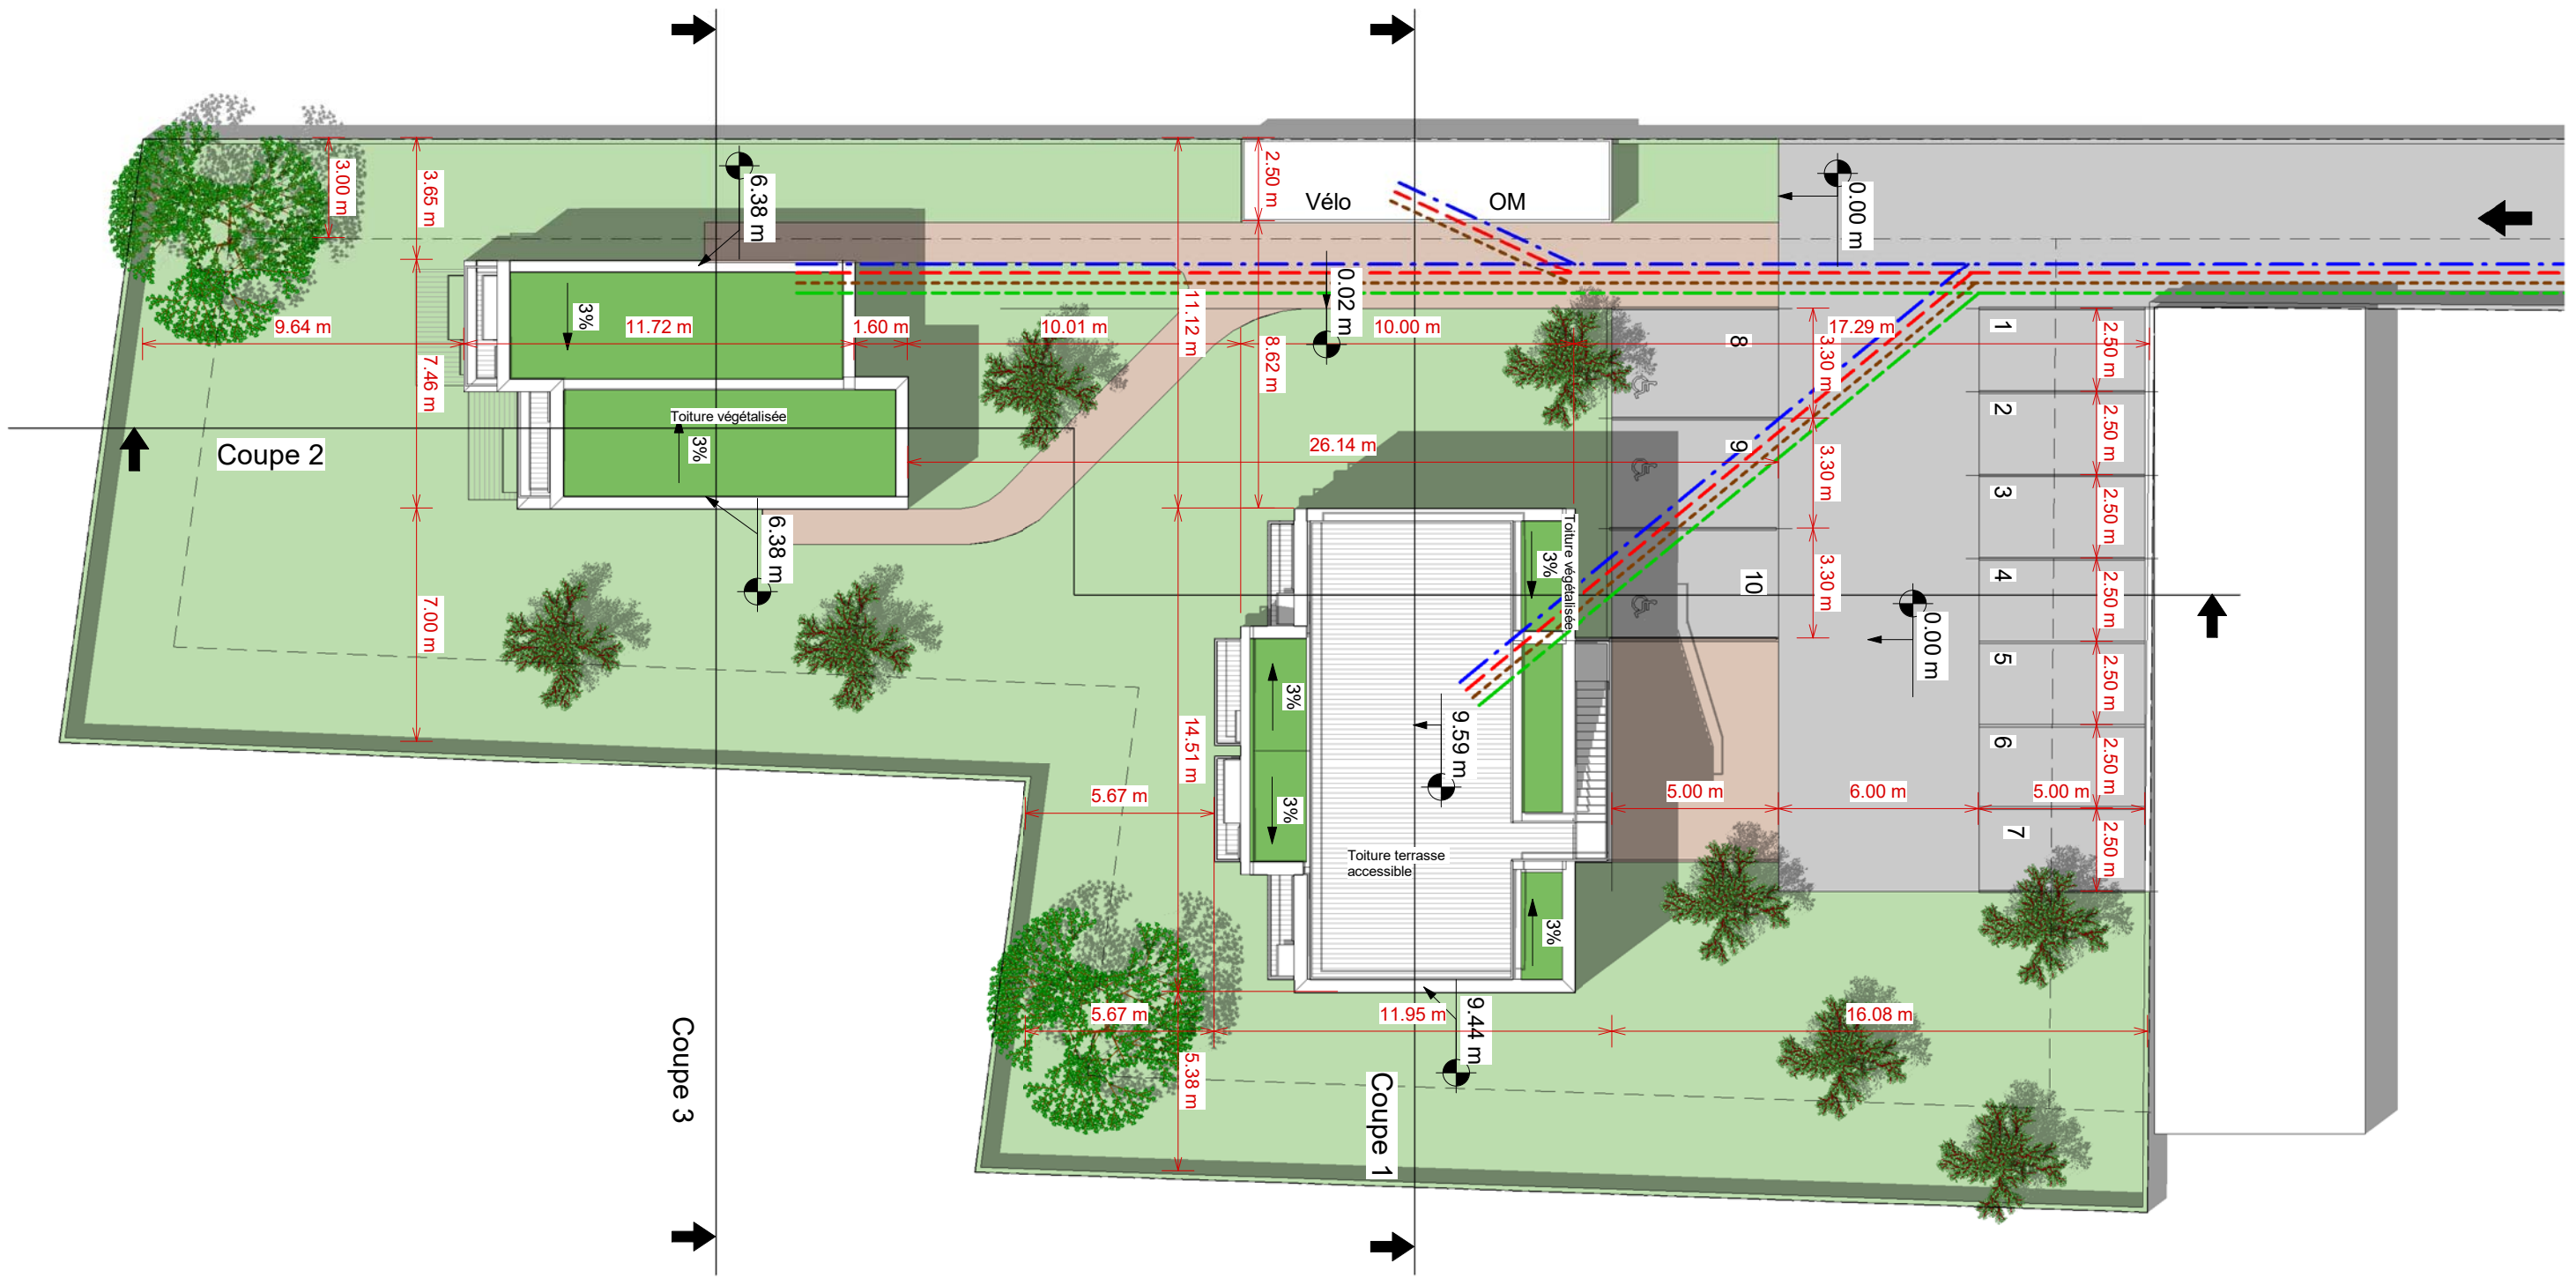 Vélo
OM
2.50 m
3.00 m
3.65 m
6.38 m
0.00 m
0.02 m
11.12 m
3%
9.64 m
11.72 m
1.60 m
10.01 m
10.00 m
17.29 m
8
3.30 m
1
2.50 m
7.46 m
8.62 m
Toiture végétalisée
3%
Coupe 2
26.14 m
9
3.30 m
2
2.50 m
3
2.50 m
6.38 m
Toiture végétalisée
3%
10
3.30 m
4
2.50 m
7.00 m
0.00 m
5
2.50 m
3%
14.51 m
9.59 m
6
2.50 m
5.67 m
3%
5.00 m
6.00 m
5.00 m
7
2.50 m
Toiture terrasse
accessible
3%
5.67 m
11.95 m
9.44 m
16.08 m
Coupe 3
5.38 m
Coupe 1